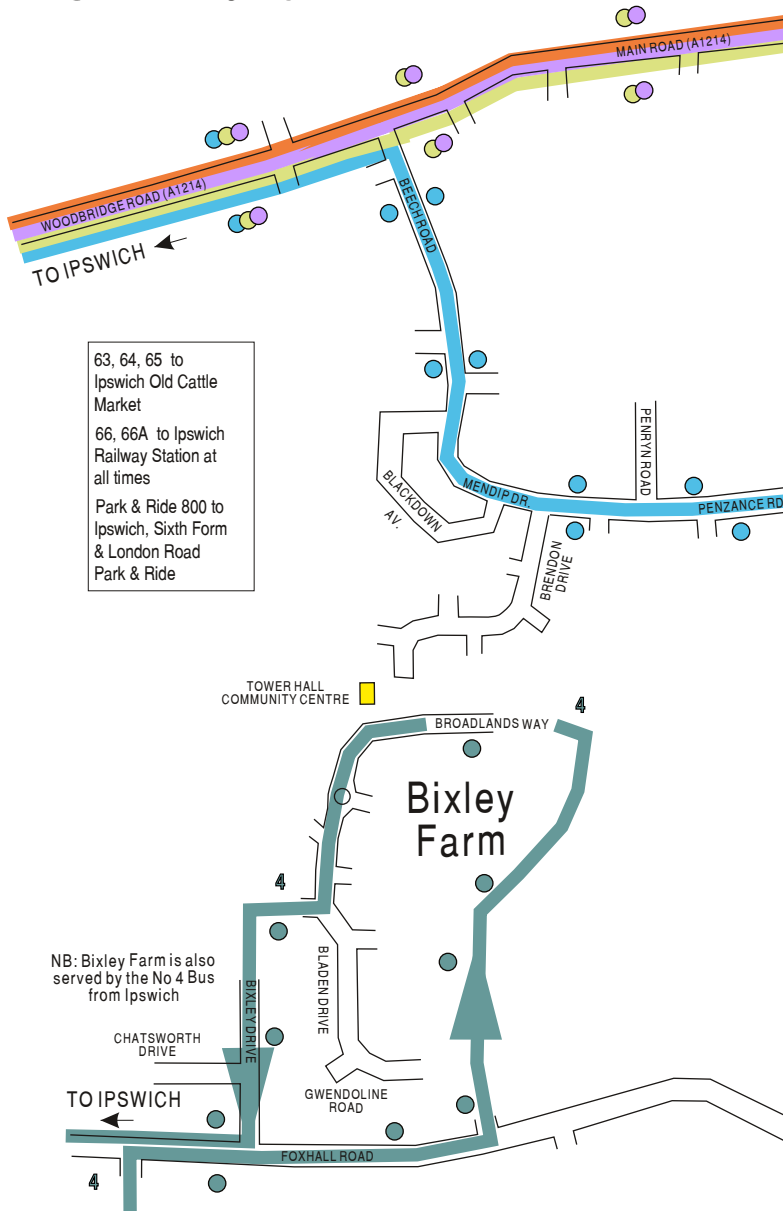 MAIN ROAD (A1214)
WOODBRIDGE ROAD (A1214)
TO IPSWICH
BEECH ROAD
63, 64, 65 to
Ipswich Old Cattle
Market
66, 66A to Ipswich
Railway Station at
all times
Park & Ride 800 to
Ipswich, Sixth Form
& London Road
Park & Ride
PENRYN ROAD
BLACKDOWN
AV.
MENDIP DR.
PENZANCE RD
BRENDON
DRIVE
TOWER HALL
COMMUNITY CENTRE
4
BROADLANDS WAY
Bixley
Farm
4
NB: Bixley Farm is also
served by the No 4 Bus
from Ipswich
BIXLEY DRIVE
BLADEN DRIVE
CHATSWORTH
DRIVE
GWENDOLINE
ROAD
TO IPSWICH
FOXHALL ROAD
4